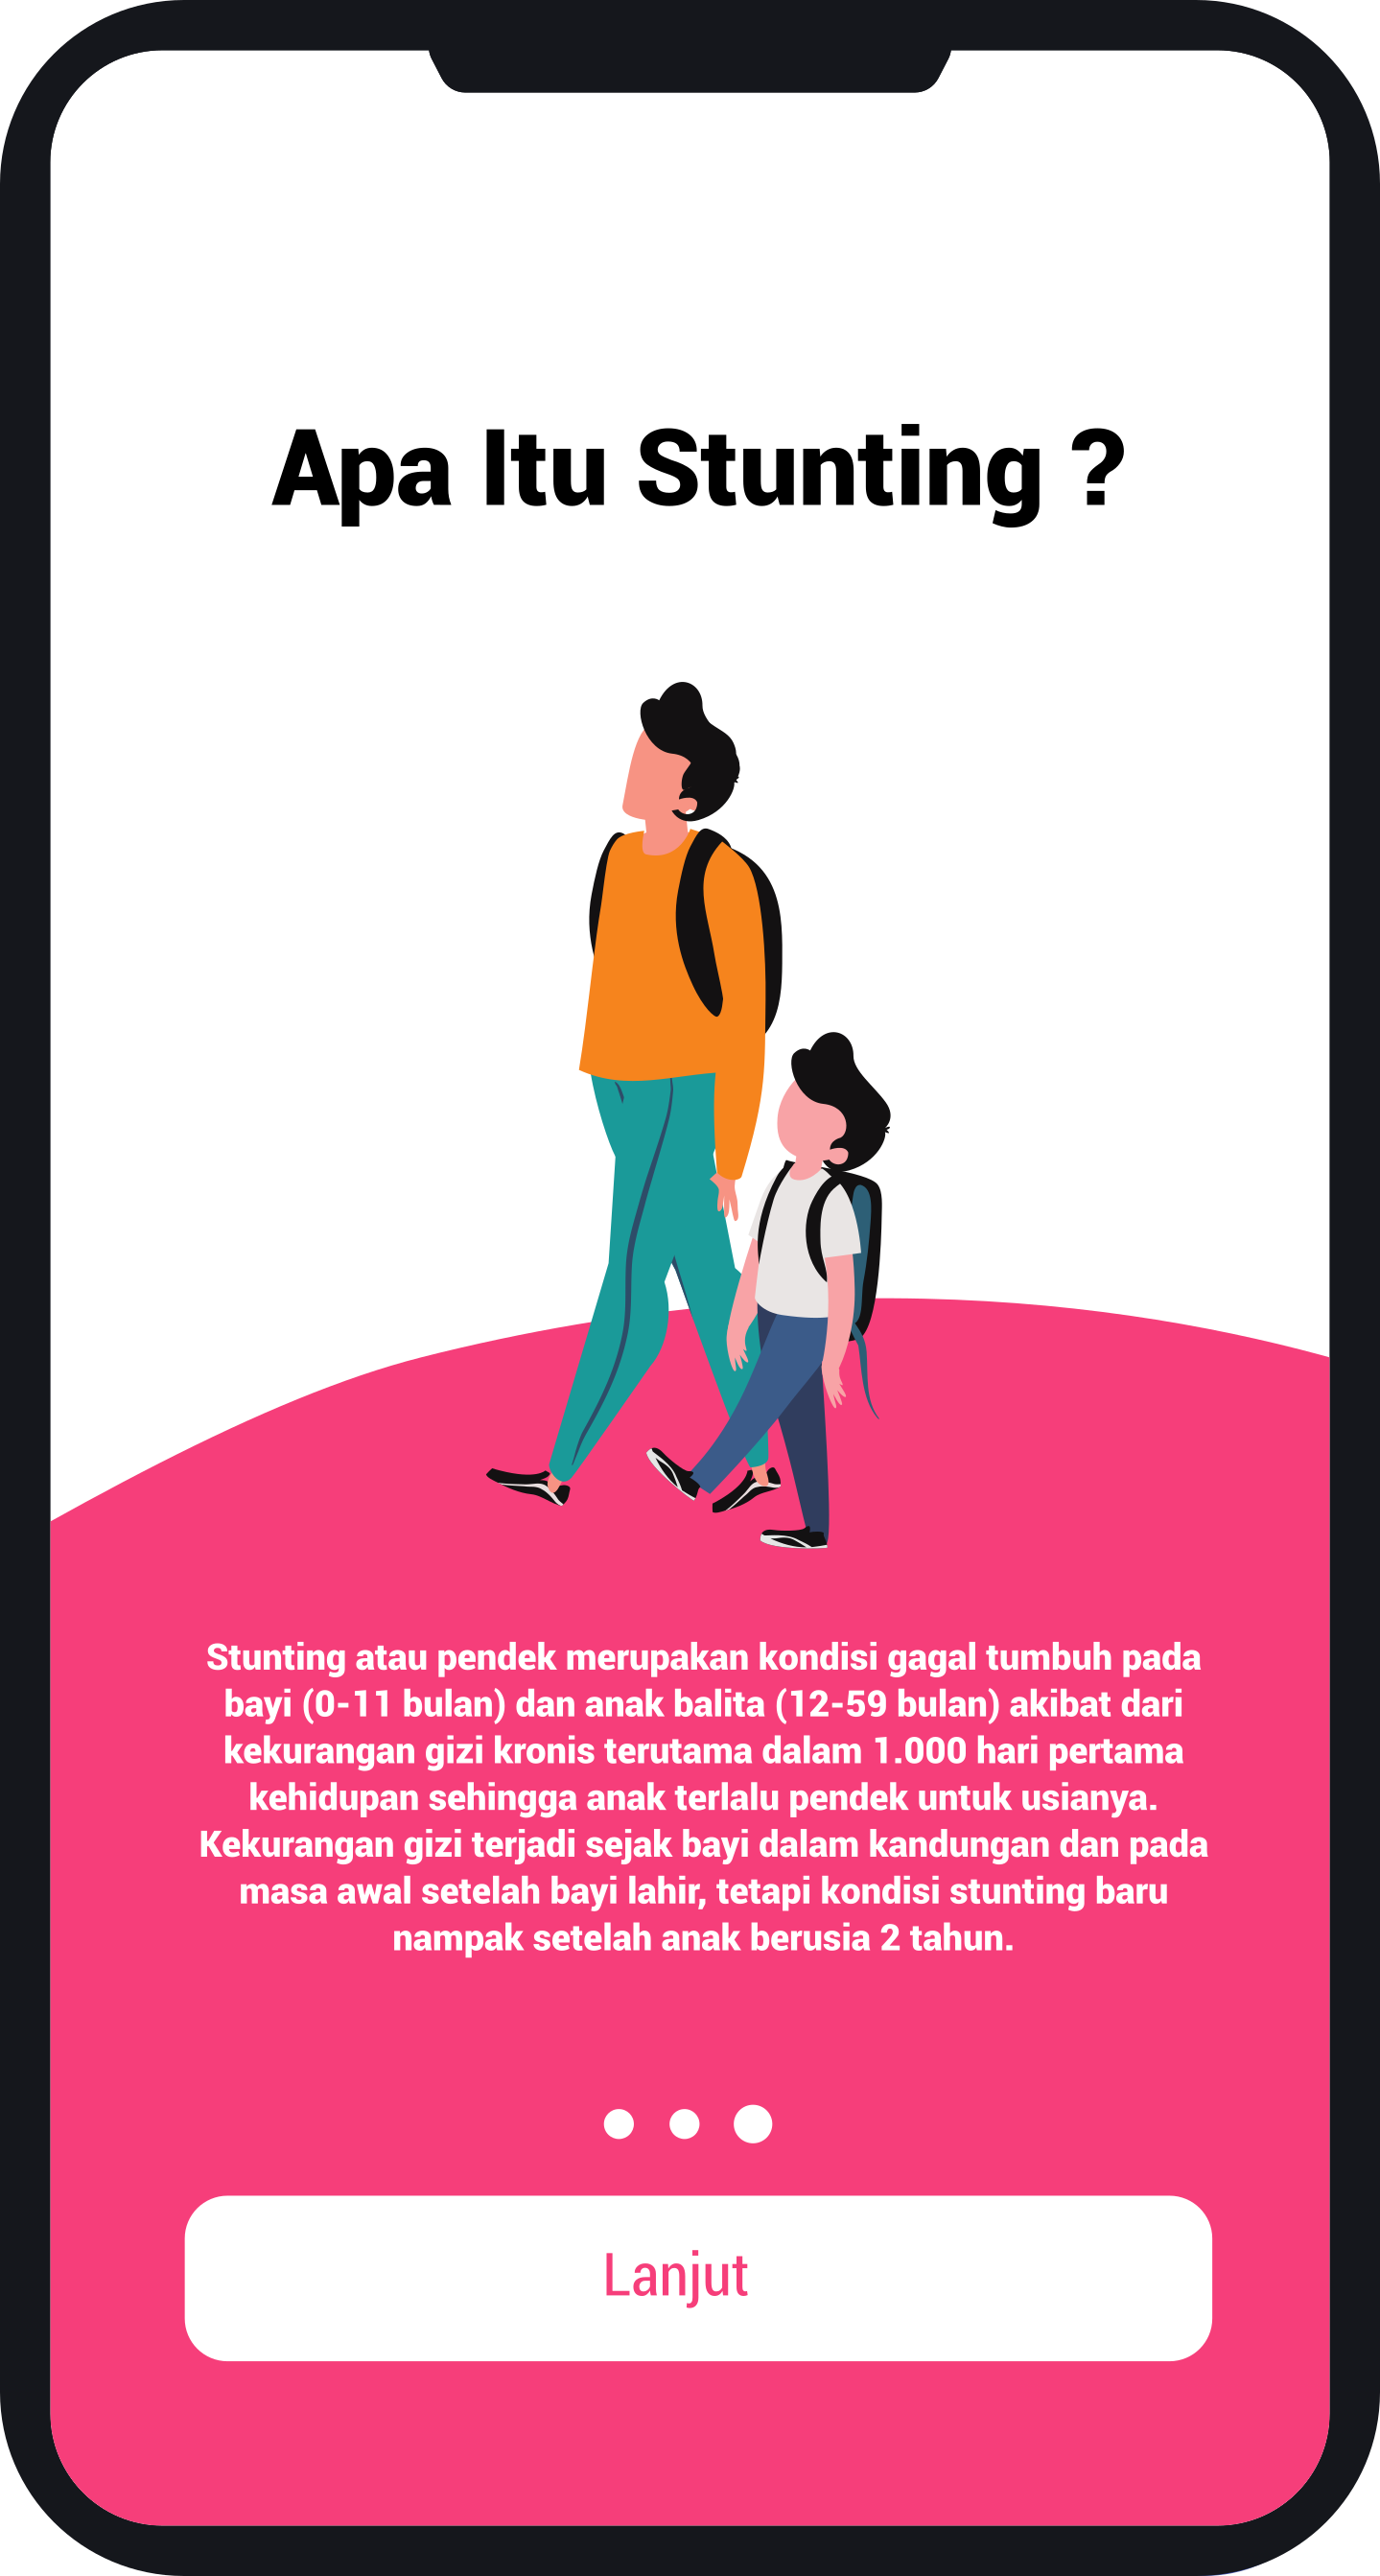 Apa Itu Stunting ?
Stunting atau pendek merupakan kondisi gagal tumbuh pada
bayi (0-11 bulan) dan anak balita (12-59 bulan) akibat dari
kekurangan gizi kronis terutama dalam 1.000 hari pertama
kehidupan sehingga anak terlalu pendek untuk usianya.
Kekurangan gizi terjadi sejak bayi dalam kandungan dan pada
masa awal setelah bayi lahir, tetapi kondisi stunting baru
nampak setelah anak berusia 2 tahun.
Lanjut